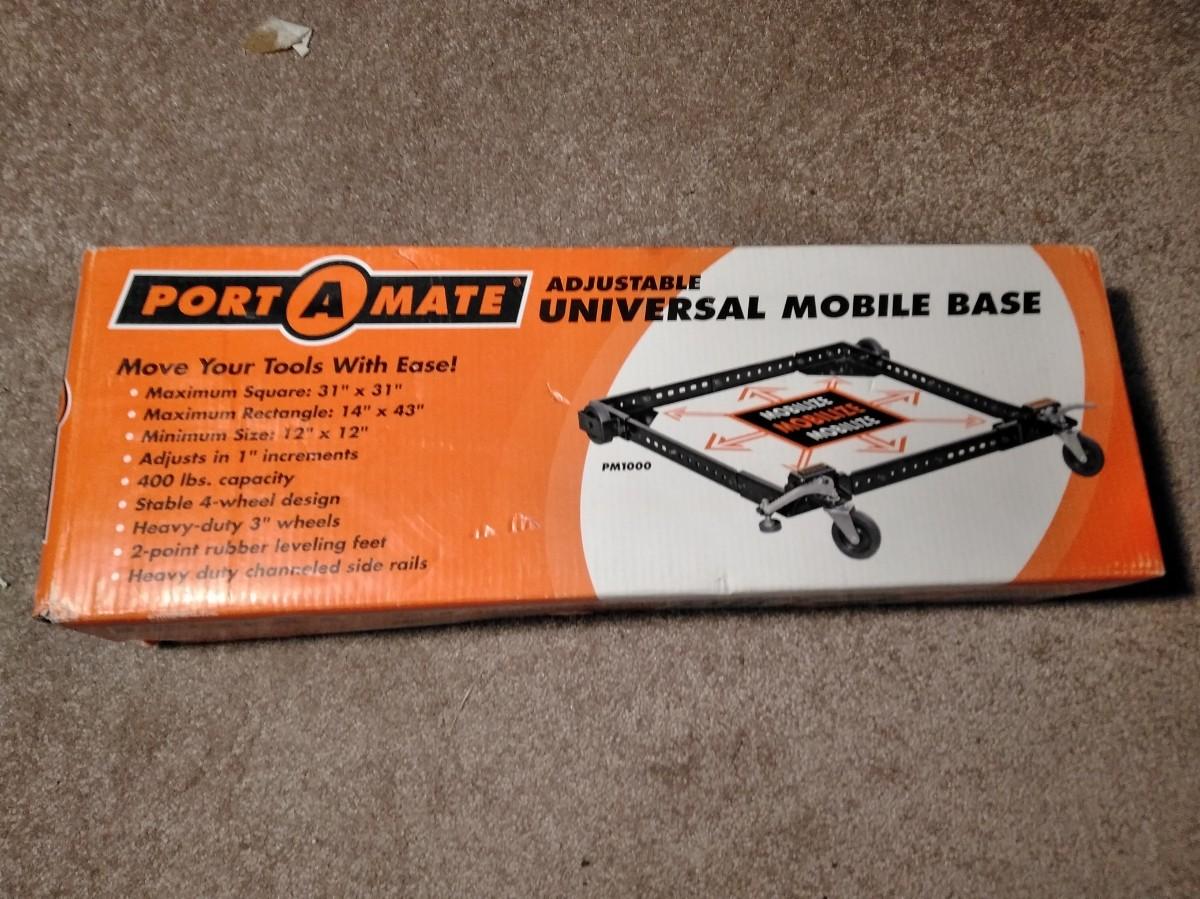 PORT A MATE®
ADJUSTABLE
UNIVERSAL MOBILE BASE
Move Your Tools With Ease!
• Maximum Square: 31" x 31"
• Maximum Rectangle: 14" x 43"
• Minimum Size: 12" x 12"
• Adjusts in 1" increments
• 400 lbs. capacity
• Stable 4-wheel design
• Heavy-duty 3" wheels
• 2-point rubber leveling feet
• Heavy duty channeled side rails
MOBILIZE
MOBILIZE
MOBILIZE
PM1000